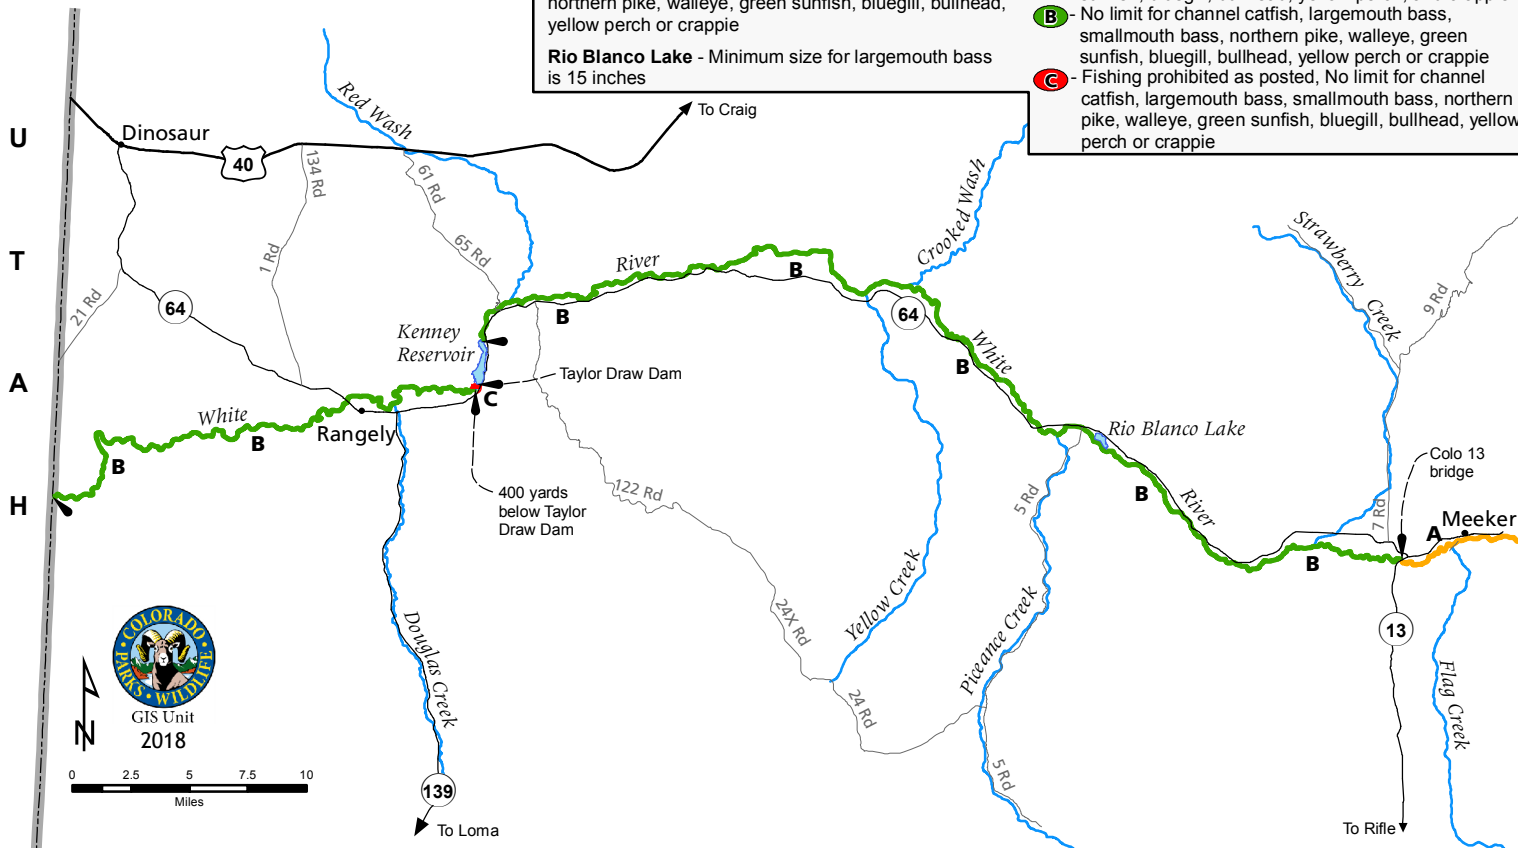 northern pike, walleye, green sunfish, bluegill, bullhead,
yellow perch or crappie
Rio Blanco Lake - Minimum size for largemouth bass
is 15 inches
B - No limit for channel catfish, largemouth bass,
smallmouth bass, northern pike, walleye, green
sunfish, bluegill, bullhead, yellow perch or crappie
C - Fishing prohibited as posted, No limit for channel
catfish, largemouth bass, smallmouth bass, northern
pike, walleye, green sunfish, bluegill, bullhead, yellow
perch or crappie
U
T
A
H
Dinosaur
40
Red Wash
To Craig
134 Rd
61 Rd
65 Rd
1 Rd
21 Rd
64
Crooked Wash
Strawberry
Creek
9 Rd
River
B
B
64
White
B
Kenney
Reservoir
Taylor Draw Dam
C
White
B
B
Rangely
400 yards
below Taylor
Draw Dam
122 Rd
Rio Blanco Lake
B
River
5 Rd
Colo 13
bridge
7 Rd
A
Meeker
B
13
Yellow Creek
Piceance Creek
24X Rd
24 Rd
5 Rd
Douglas Creek
Flag Creek
COLORADO
PARKS • WILDLIFE
GIS Unit
2018
N
0 2.5 5 7.5 10
Miles
139
To Loma
To Rifle